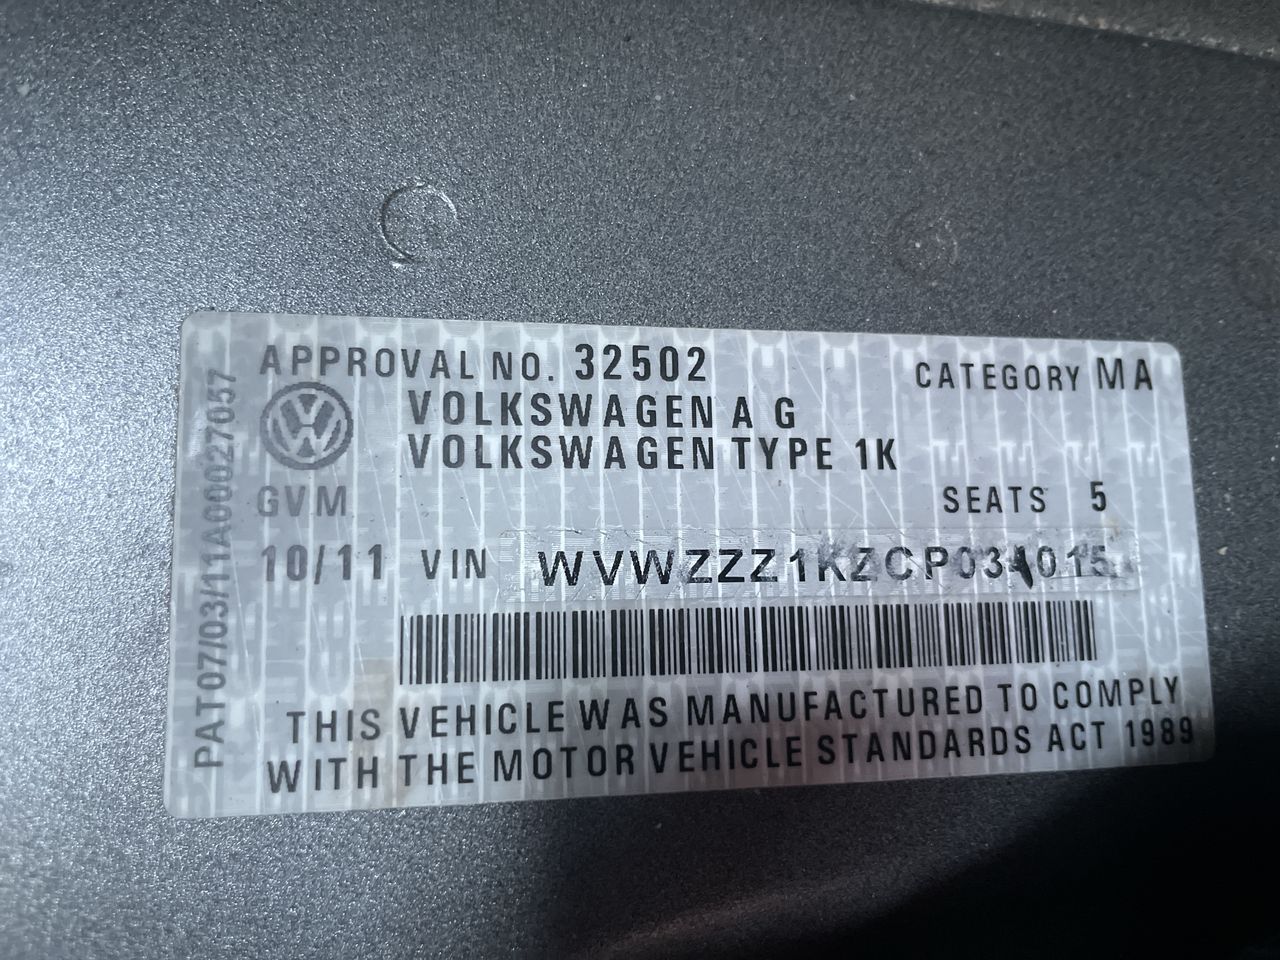 APPROVAL NO. 32502 CATEGORY MA
VOLKSWAGEN A G
VOLKSWAGEN TYPE 1K
GVM SEATS 5
10/11 VIN
THIS VEHICLE WAS MANUFACTURED TO COMPLY
WITH THE MOTOR VEHICLE STANDARDS ACT 1989
PAT07/03/11A00027057